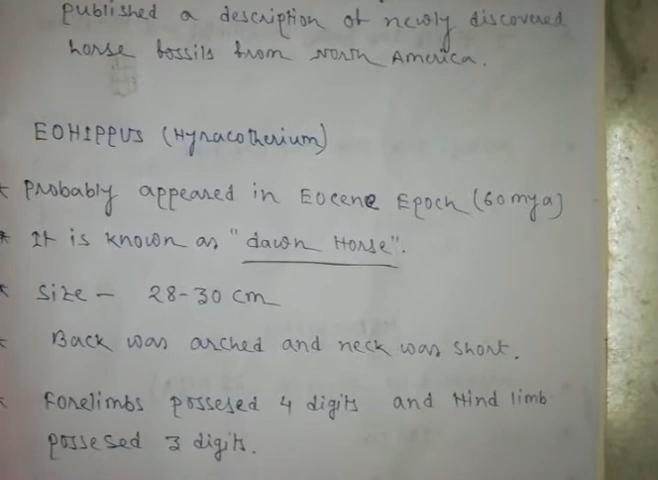 published a description of newly discovered
horse fossils from North America.
EOHIPPUS (Hyracotherium)
* Probably appeared in Eocene Epoch (60mya)
* It is known as "dawn Horse".
* Size - 28-30 cm
* Back was arched and neck was short.
* Forelimbs possesed 4 digits and Hind limb
possesed 3 digits.